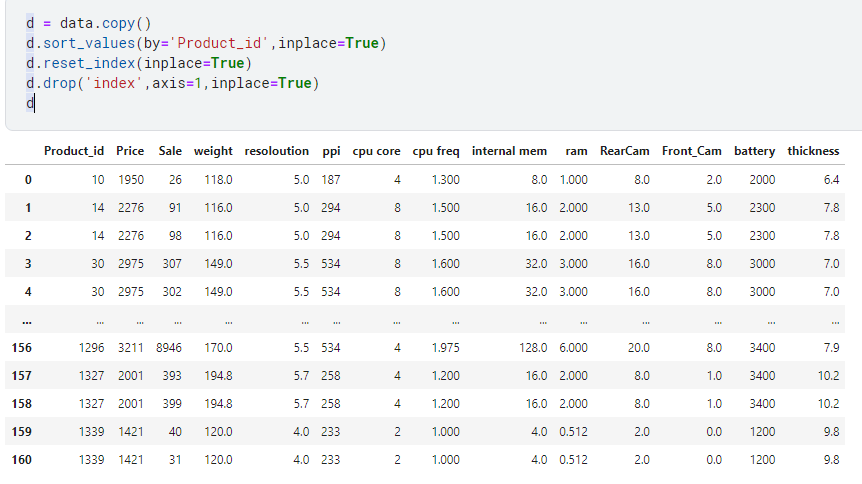 d = data.copy()
d.sort_values(by='Product_id',inplace=True)
d.reset_index(inplace=True)
d.drop('index',axis=1,inplace=True)
d
Product_id Price Sale weight resoloution ppi cpu core cpu freq internal mem ram RearCam Front_Cam battery thickness
0 10 1950 26 118.0 5.0 187 4 1.300 8.0 1.000 8.0 2.0 2000 6.4
1 14 2276 91 116.0 5.0 294 8 1.500 16.0 2.000 13.0 5.0 2300 7.8
2 14 2276 98 116.0 5.0 294 8 1.500 16.0 2.000 13.0 5.0 2300 7.8
3 30 2975 307 149.0 5.5 534 8 1.600 32.0 3.000 16.0 8.0 3000 7.0
4 30 2975 302 149.0 5.5 534 8 1.600 32.0 3.000 16.0 8.0 3000 7.0
... ... ... ... ... ... ... ... ... ... ... ... ... ... ...
156 1296 3211 8946 170.0 5.5 534 4 1.975 128.0 6.000 20.0 8.0 3400 7.9
157 1327 2001 393 194.8 5.7 258 4 1.200 16.0 2.000 8.0 1.0 3400 10.2
158 1327 2001 399 194.8 5.7 258 4 1.200 16.0 2.000 8.0 1.0 3400 10.2
159 1339 1421 40 120.0 4.0 233 2 1.000 4.0 0.512 2.0 0.0 1200 9.8
160 1339 1421 31 120.0 4.0 233 2 1.000 4.0 0.512 2.0 0.0 1200 9.8